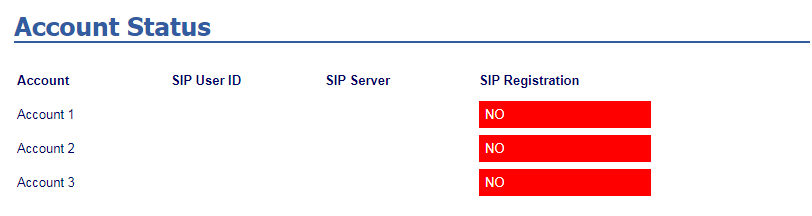 Account Status
Account SIP User ID SIP Server SIP Registration
Account 1 NO
Account 2 NO
Account 3 NO